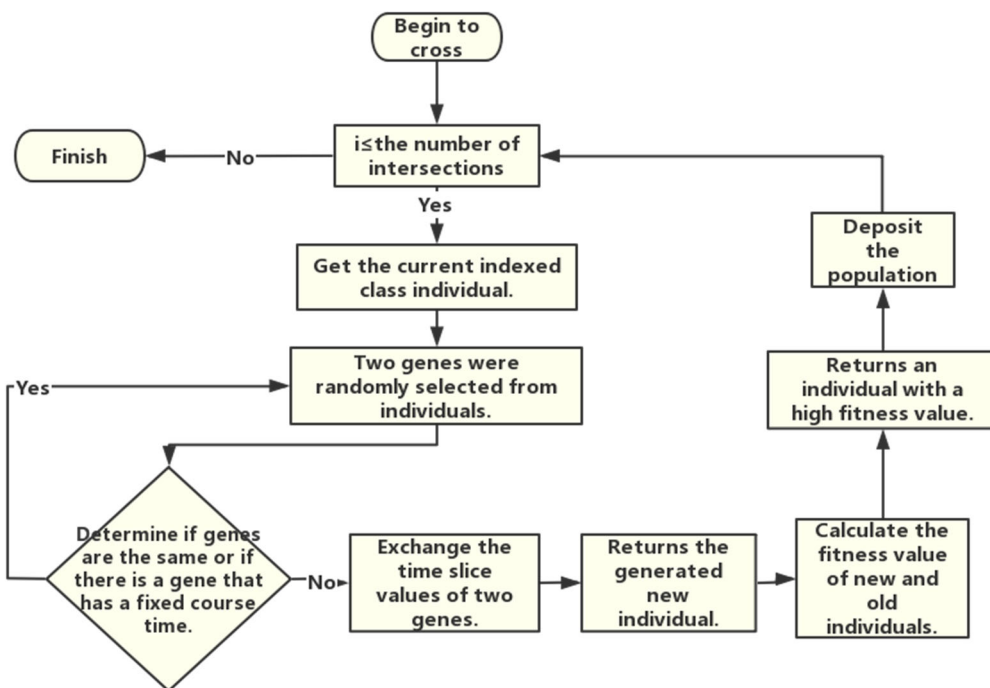 Begin to
cross
i≤the number of
intersections
No
Finish
Yes
Get the current indexed
class individual.
Two genes were
randomly selected from
individuals.
Yes
Determine if genes
are the same or if
there is a gene that
has a fixed course
time.
No
Exchange the
time slice
values of two
genes.
Returns the
generated
new
individual.
Calculate the
fitness value
of new and
old
individuals.
Returns an
individual with a
high fitness value.
Deposit
the
population